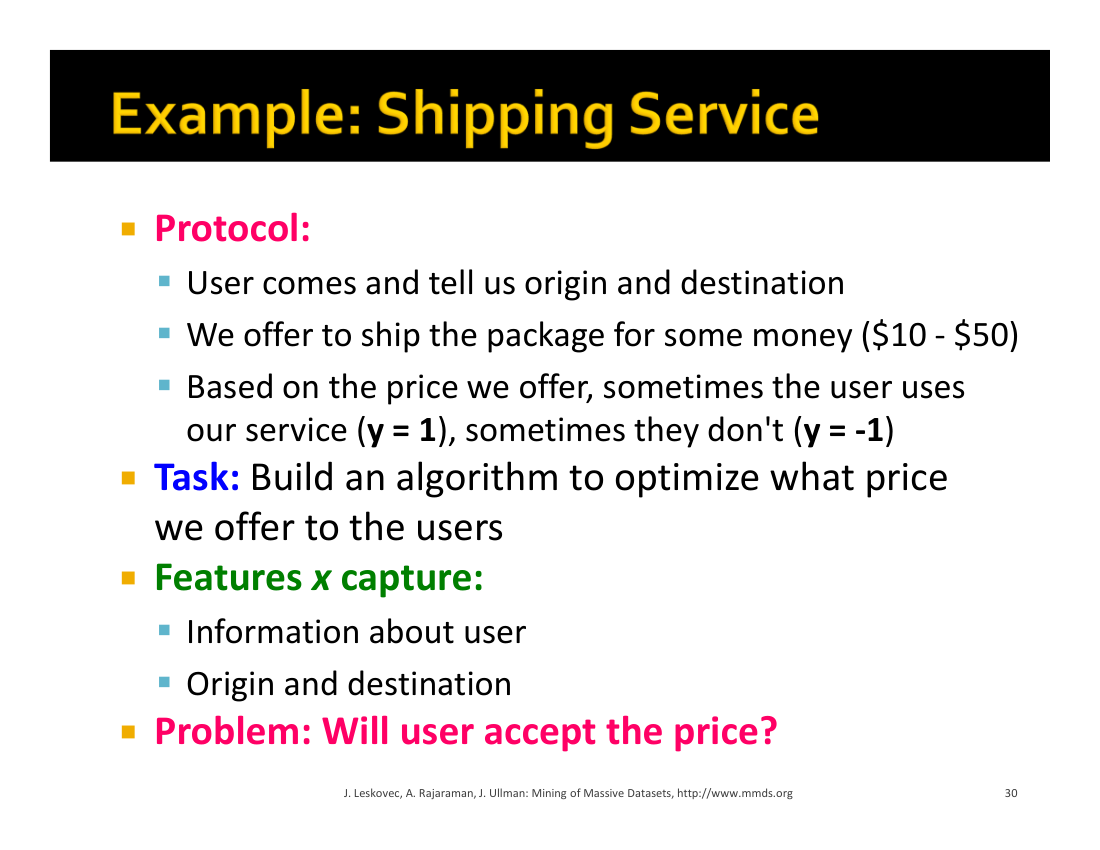 Example: Shipping Service
Protocol:
User comes and tell us origin and destination
We offer to ship the package for some money ($10 - $50)
Based on the price we offer, sometimes the user uses
our service (y = 1), sometimes they don't (y = -1)
Task: Build an algorithm to optimize what price
we offer to the users
Features x capture:
Information about user
Origin and destination
Problem: Will user accept the price?
J. Leskovec, A. Rajaraman, J. Ullman: Mining of Massive Datasets, http://www.mmds.org 30